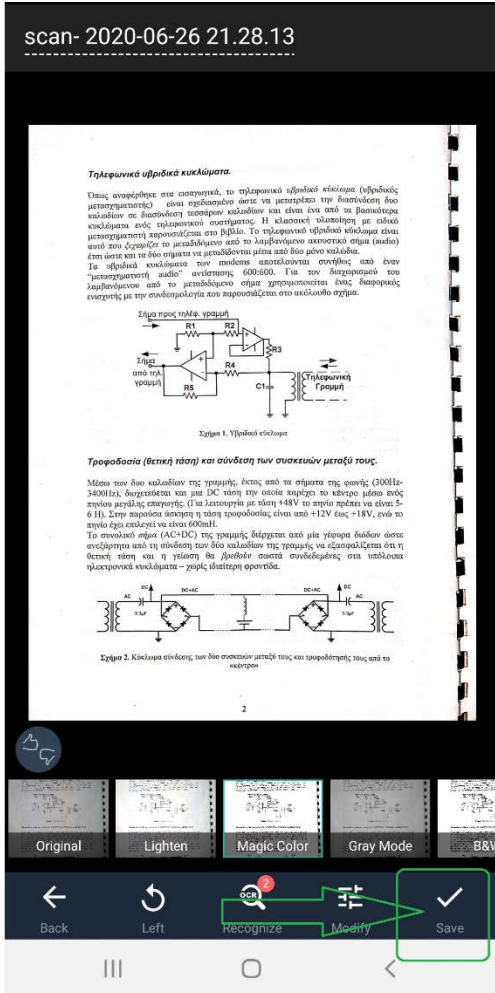 scan- 2020-06-26 21.28.13
Τηλεφωνικά υβριδικά κυκλώματα.
Όπως αναφέρθηκε στα εισαγωγικά, το τηλεφωνικό υβριδικό κύκλωμα (υβριδικός
μετασχηματιστής) είναι σχεδιασμένο ώστε να μετατρέπει την διασύνδεση δυο
καλωδίων σε διασύνδεση τεσσάρων καλωδίων και είναι ένα από τα βασικότερα
κυκλώματα ενός τηλεφωνικού συστήματος. Η κλασσική υλοποίηση με ειδικό
μετασχηματιστή παρουσιάζεται στο βιβλίο. Το τηλεφωνικό υβριδικό κύκλωμα είναι
αυτό που ξεχωρίζει το μεταδιδόμενο από το λαμβανόμενο ακουστικό σήμα (audio)
έτσι ώστε και τα δύο σήματα να μεταδίδονται μέσα από δύο μόνο καλώδια.
Τα υβριδικά κυκλώματα των modems αποτελούνται συνήθως από έναν
"μετασχηματιστή audio" αντίστασης 600:600. Για τον διαχωρισμού του
λαμβανόμενου από το μεταδιδόμενο σήμα χρησιμοποιείται ένας διαφορικός
ενισχυτής με την συνδεσμολογία που παρουσιάζεται στο ακόλουθο σχήμα.
Σήμα προς τηλέφ. γραμμή
R1 R2
R3
Σήμα
από τηλ.
γραμμή
R4
R5
C1
Τηλεφωνική
Γραμμή
Σχήμα 1. Υβριδικό κύκλωμα
Τροφοδοσία (θετική τάση) και σύνδεση των συσκευών μεταξύ τους.
Μέσω των δυο καλωδίων της γραμμής, έκτος από τα σήματα της φωνής (300Hz-
3400Hz), διοχετεύεται και μια DC τάση την οποία παρέχει το κέντρο μέσω ενός
πηνίου μεγάλης επαγωγής. (Για λειτουργία με τάση +48V το πηνίο πρέπει να είναι 5-
6 H). Στην παρούσα άσκηση η τάση τροφοδοσίας είναι από +12V έως +18V, ενώ το
πηνίο έχει επιλεγεί να είναι 600mH.
Το συνολικό σήμα (AC+DC) της γραμμής διέρχεται από μία γέφυρα διόδων ώστε
ανεξάρτητα από τη σύνδεση των δύο καλωδίων της γραμμής να εξασφαλίζεται ότι η
θετική τάση και η γείωση θα βρεθούν σωστά συνδεδεμένες στα υπόλοιπα
ηλεκτρονικά κυκλώματα – χωρίς ιδιαίτερη φροντίδα.
DC DC+AC DC+AC DC
AC AC
3.3μF 3.3μF
Σχήμα 2. Κύκλωμα σύνδεσης των δύο συσκευών μεταξύ τους και τροφοδότησής τους από το
«κέντρο»
2
Original Lighten Magic Color Gray Mode B&W
OCR 2
Back Left Recognize Modify Save